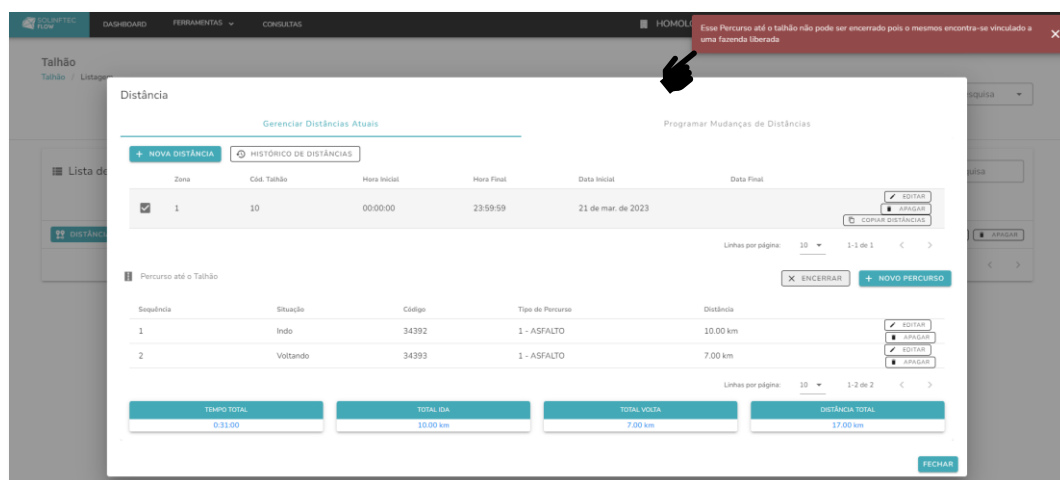 SOLINFTEC
FLOW
DASHBOARD
FERRAMENTAS
CONSULTAS
Esse Percurso até o talhão não pode ser encerrado pois o mesmos encontra-se vinculado a
uma fazenda liberada
Talhão
Talhão / Listagem
Distância
Gerenciar Distâncias Atuais
Programar Mudanças de Distâncias
+ NOVA DISTÂNCIA
HISTÓRICO DE DISTÂNCIAS
Zona Cód. Talhão Hora Inicial Hora Final Data Inicial Data Final
1 10 00:00:00 23:59:59 21 de mar. de 2023
EDITAR
APAGAR
COPIAR DISTÂNCIAS
APAGAR
Linhas por página: 10 1-1 de 1
Percurso até o Talhão
ENCERRAR
+ NOVO PERCURSO
Sequência Situação Código Tipo de Percurso Distância
1 Indo 34392 1 - ASFALTO 10.00 km
EDITAR
APAGAR
2 Voltando 34393 1 - ASFALTO 7.00 km
EDITAR
APAGAR
Linhas por página: 10 1-2 de 2
TEMPO TOTAL TOTAL IDA TOTAL VOLTA DISTÂNCIA TOTAL
0:31:00 10.00 km 7.00 km 17.00 km
FECHAR